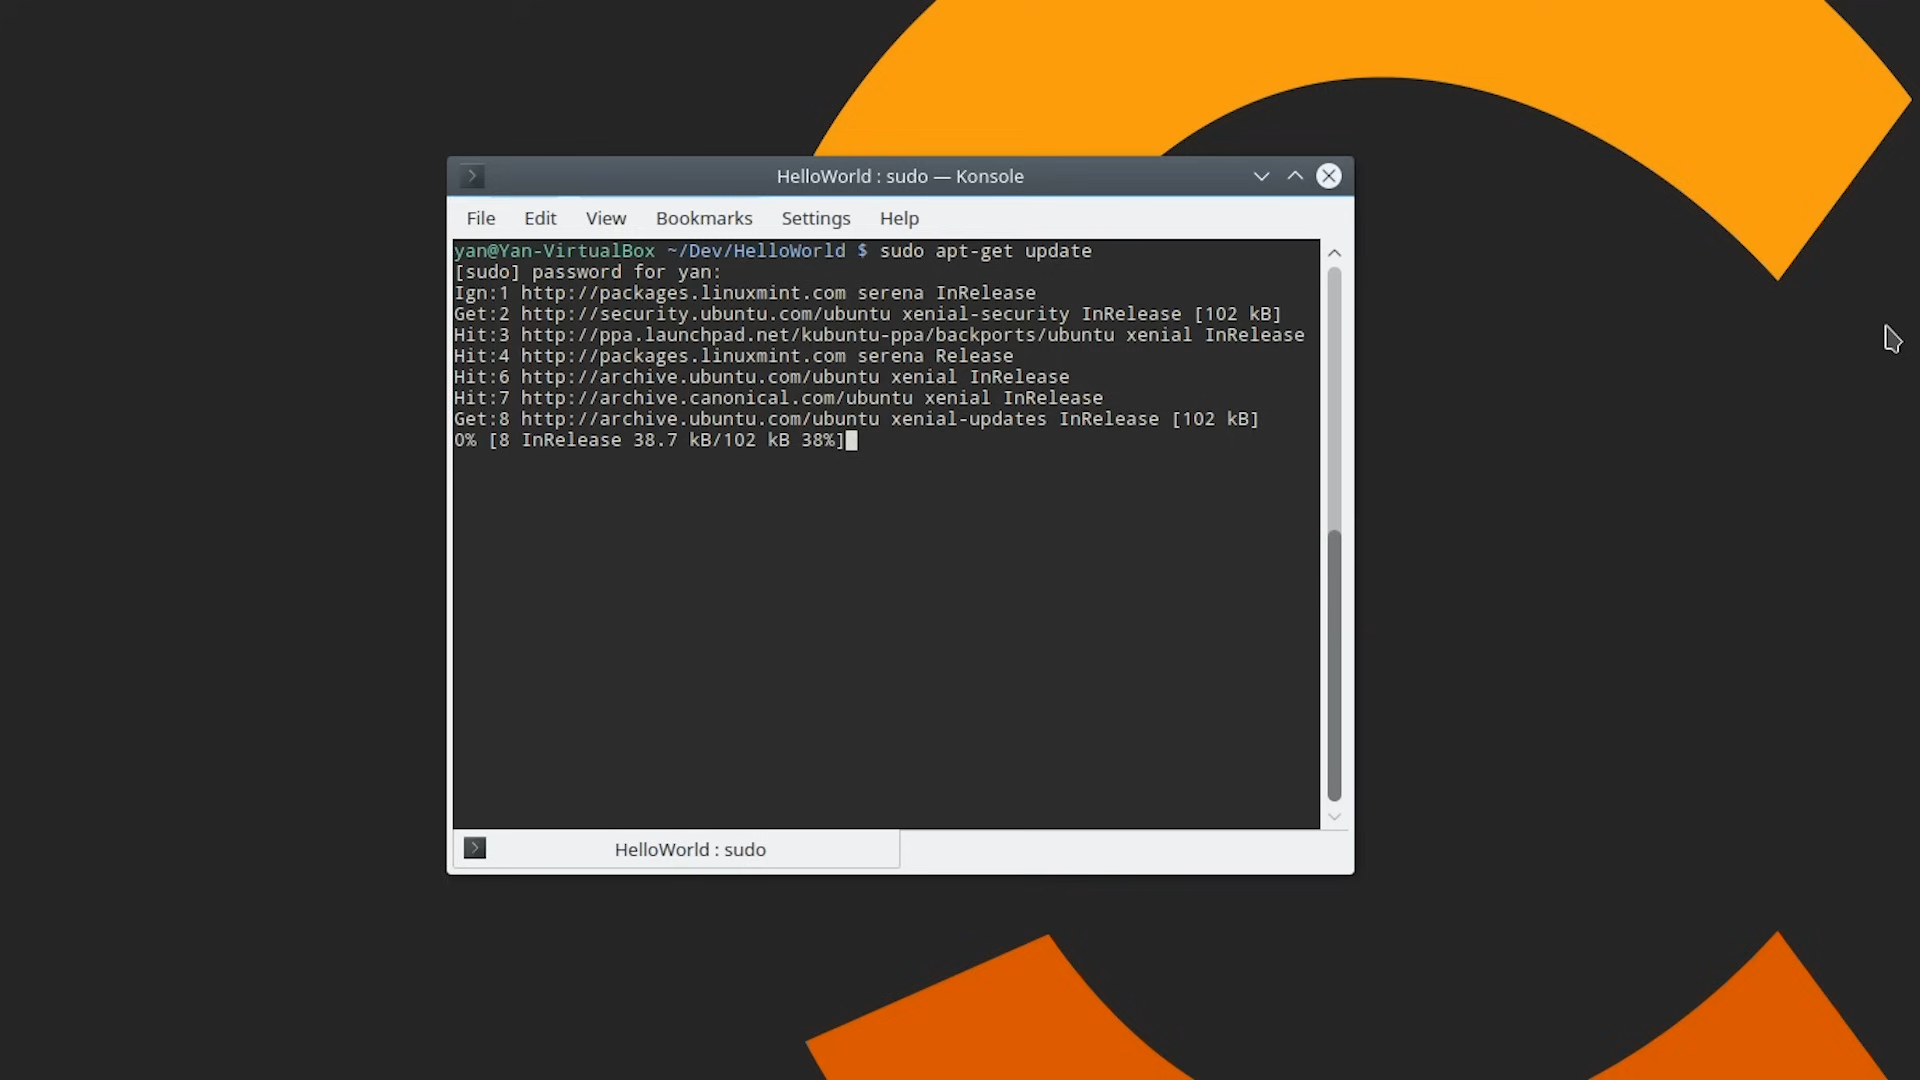 HelloWorld : sudo — Konsole
File Edit View Bookmarks Settings Help
yan@Yan-VirtualBox ~/Dev/HelloWorld $ sudo apt-get update
[sudo] password for yan:
Ign:1 http://packages.linuxmint.com serena InRelease
Get:2 http://security.ubuntu.com/ubuntu xenial-security InRelease [102 kB]
Hit:3 http://ppa.launchpad.net/kubuntu-ppa/backports/ubuntu xenial InRelease
Hit:4 http://packages.linuxmint.com serena Release
Hit:6 http://archive.ubuntu.com/ubuntu xenial InRelease
Hit:7 http://archive.canonical.com/ubuntu xenial InRelease
Get:8 http://archive.ubuntu.com/ubuntu xenial-updates InRelease [102 kB]
0% [8 InRelease 38.7 kB/102 kB 38%]
HelloWorld : sudo